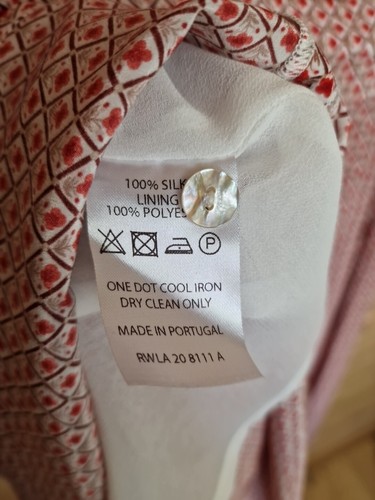 100% SILK
LINING
100% POLYES
P
ONE DOT COOL IRON
DRY CLEAN ONLY
MADE IN PORTUGAL
RWLA 20 8111 A